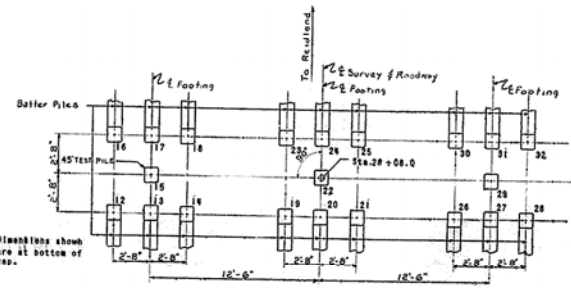 To Reidland
℄ Footing
℄ Survey & Roadway
℄ Footing
℄ Footing
Batter Piles
16 17 18 23 24 25 30 31 32
2'-8"
45' TEST PILE
90°
Sta. 28 + 08.0
15 22 29
2'-8"
12 13 14 19 20 21 26 27 28
Dimensions shown
are at bottom of
cap.
2'-8" 2'-8" 2'-8" 2'-8" 2'-8" 2'-8"
12'-6" 12'-6"